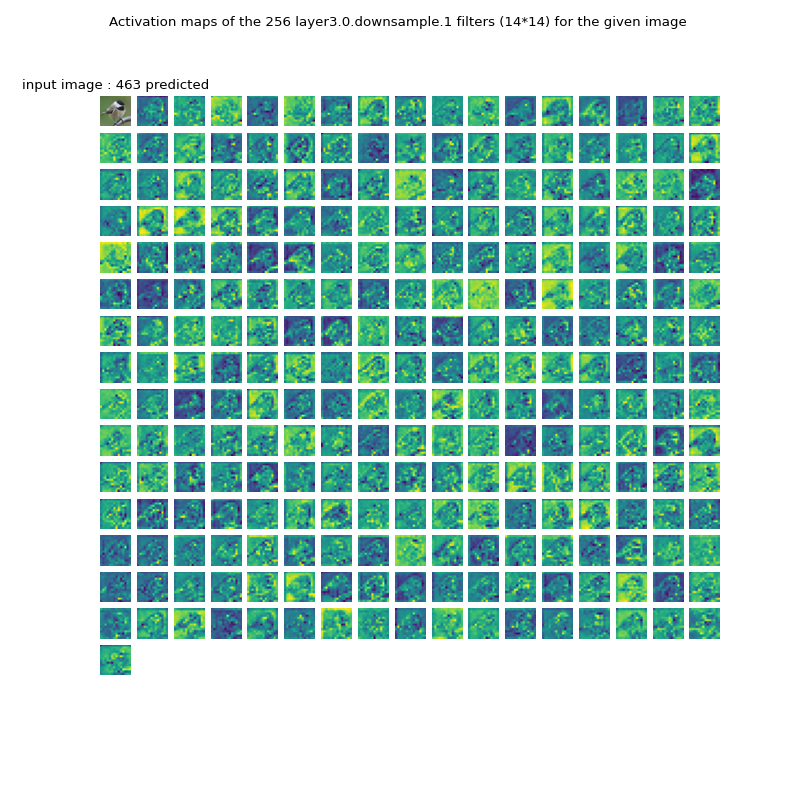 Activation maps of the 256 layer3.0.downsample.1 filters (14*14) for the given image
input image : 463 predicted